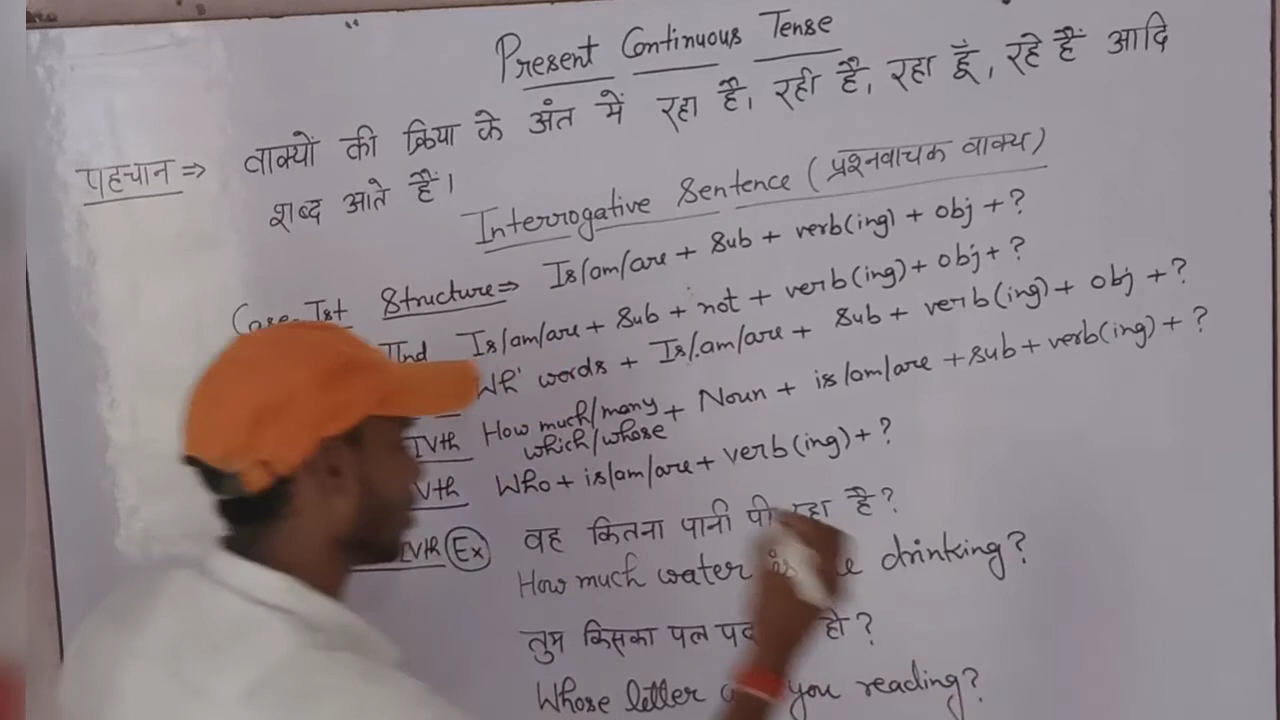 Present Continuous Tense
पहचान ⇒ वाक्यों की क्रिया के अंत में रहा है, रही है, रहा हूँ, रहे हैं आदि
शब्द आते हैं।
Interrogative Sentence (प्रश्नवाचक वाक्य)
Case-Ist Structure ⇒ Is/am/are + Sub + verb(ing) + obj + ?
IInd Is/am/are + Sub + not + verb(ing) + obj + ?
Wh' words + Is/am/are + Sub + verb(ing) + obj + ?
IVth How much/many which/whose + Noun + is/am/are + sub + verb(ing) + ?
Vth Who + is/am/are + verb(ing) + ?
IVth Ex वह कितना पानी पी रहा है?
How much water drinking?
तुम किसका हो?
Whose letter you reading?